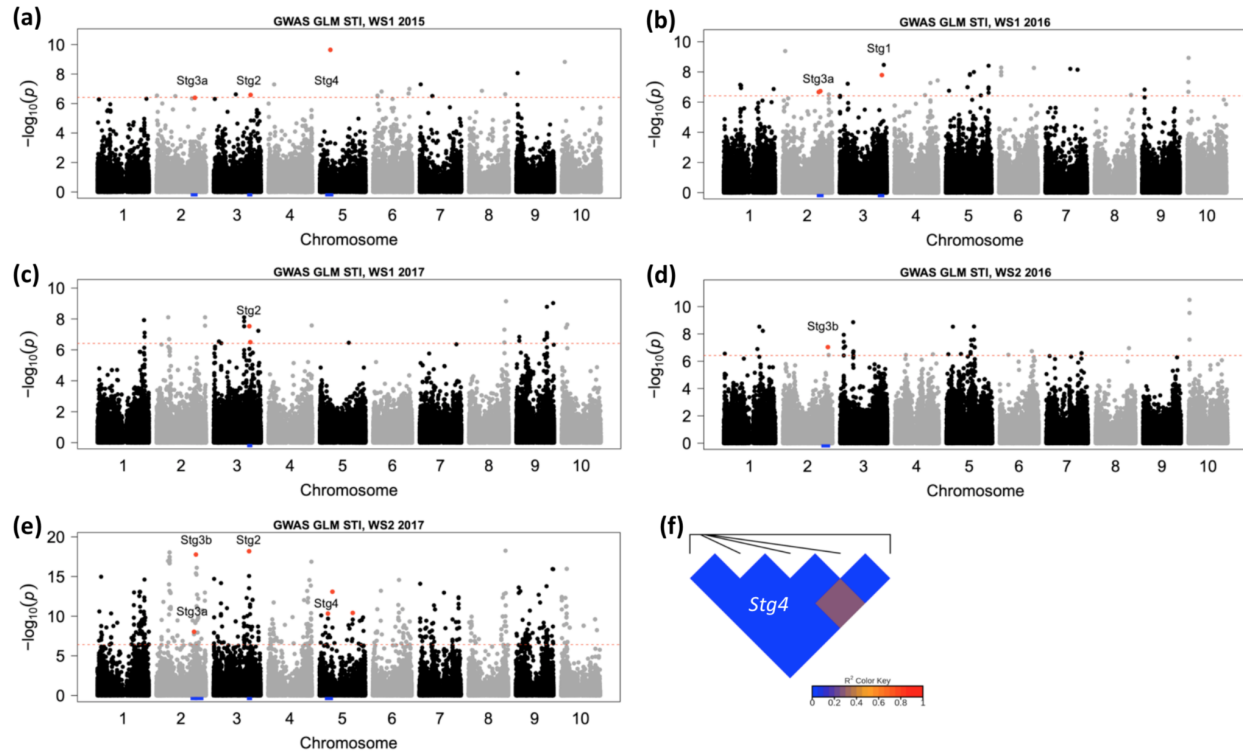 (a)
GWAS GLM STI, WS1 2015
−log10(p)
10
8
6
4
2
0
Stg3a Stg2 Stg4
1 2 3 4 5 6 7 8 9 10
Chromosome
(b)
GWAS GLM STI, WS1 2016
−log10(p)
10
8
6
4
2
0
Stg1
Stg3a
1 2 3 4 5 6 7 8 9 10
Chromosome
(c)
GWAS GLM STI, WS1 2017
−log10(p)
10
8
6
4
2
0
Stg2
1 2 3 4 5 6 7 8 9 10
Chromosome
(d)
GWAS GLM STI, WS2 2016
−log10(p)
10
8
6
4
2
0
Stg3b
1 2 3 4 5 6 7 8 9 10
Chromosome
(e)
GWAS GLM STI, WS2 2017
−log10(p)
20
15
10
5
0
Stg3b Stg2
Stg4
Stg3a
1 2 3 4 5 6 7 8 9 10
Chromosome
(f)
Stg4
R² Color Key
0 0.2 0.4 0.6 0.8 1